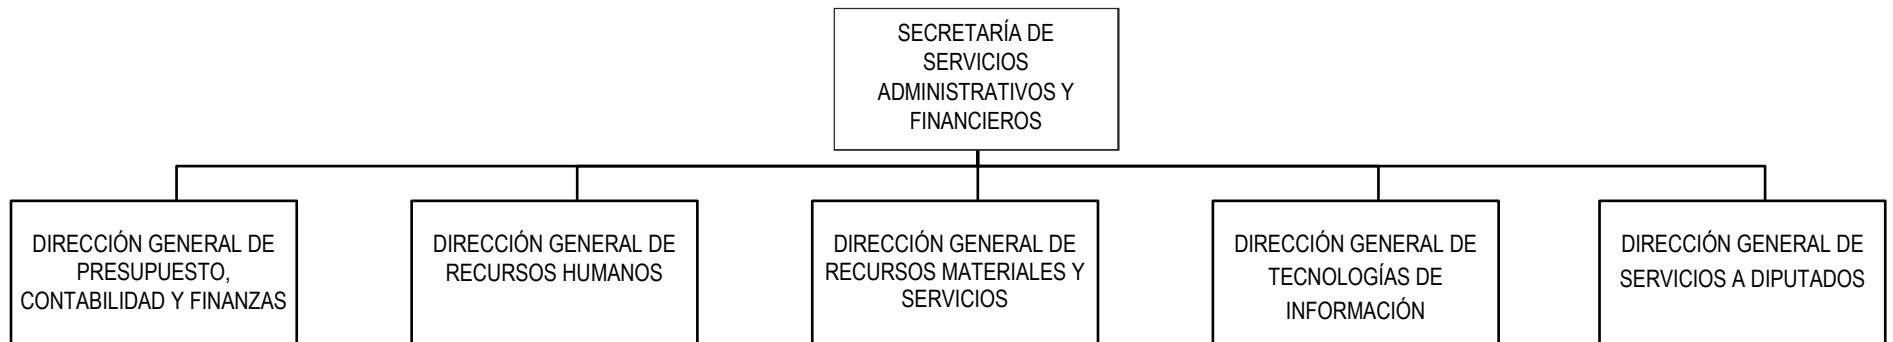 SECRETARÍA DE
SERVICIOS
ADMINISTRATIVOS Y
FINANCIEROS
DIRECCIÓN GENERAL DE
PRESUPUESTO,
CONTABILIDAD Y FINANZAS
DIRECCIÓN GENERAL DE
RECURSOS HUMANOS
DIRECCIÓN GENERAL DE
RECURSOS MATERIALES Y
SERVICIOS
DIRECCIÓN GENERAL DE
TECNOLOGÍAS DE
INFORMACIÓN
DIRECCIÓN GENERAL DE
SERVICIOS A DIPUTADOS